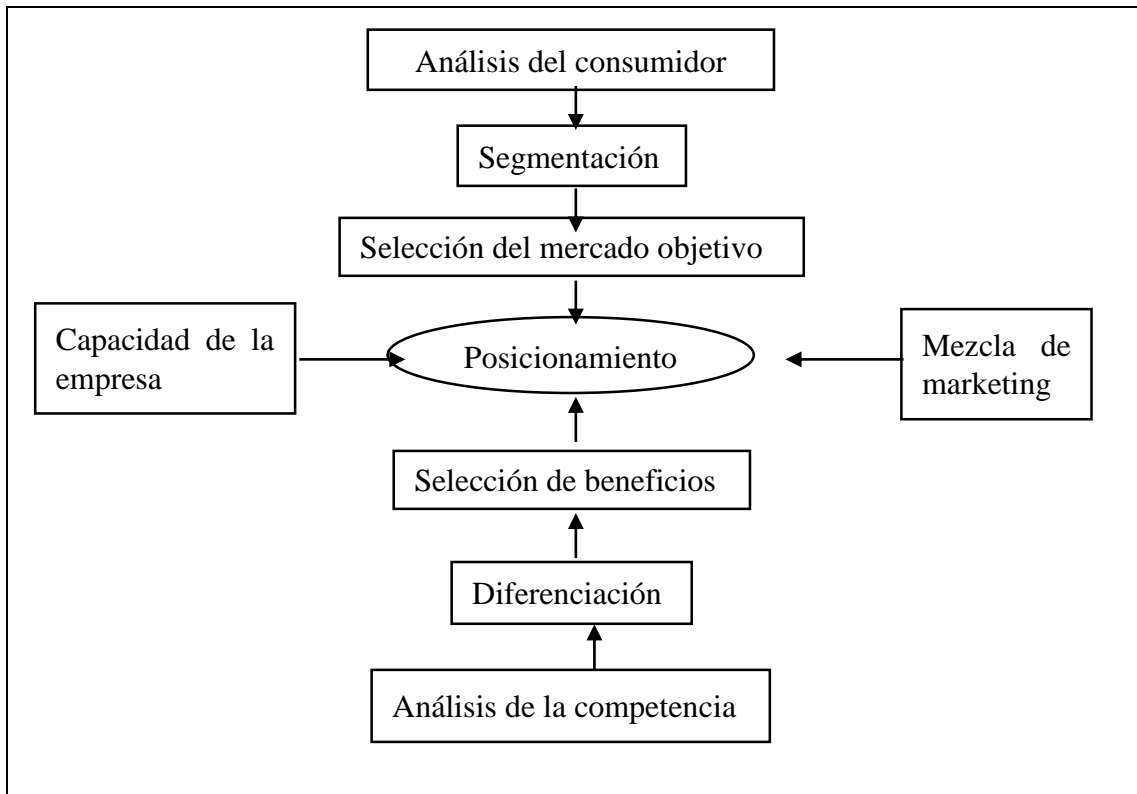 Análisis del consumidor
Segmentación
Selección del mercado objetivo
Capacidad de la
empresa
Posicionamiento
Mezcla de
marketing
Selección de beneficios
Diferenciación
Análisis de la competencia